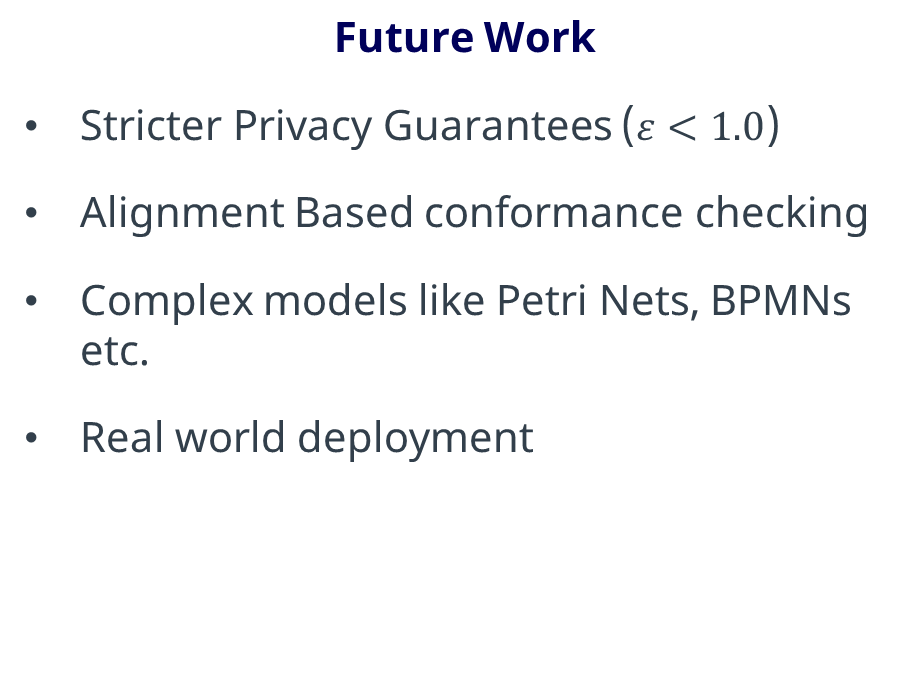 Future Work
• Stricter Privacy Guarantees (𝜀 < 1.0)
• Alignment Based conformance checking
• Complex models like Petri Nets, BPMNs
etc.
• Real world deployment